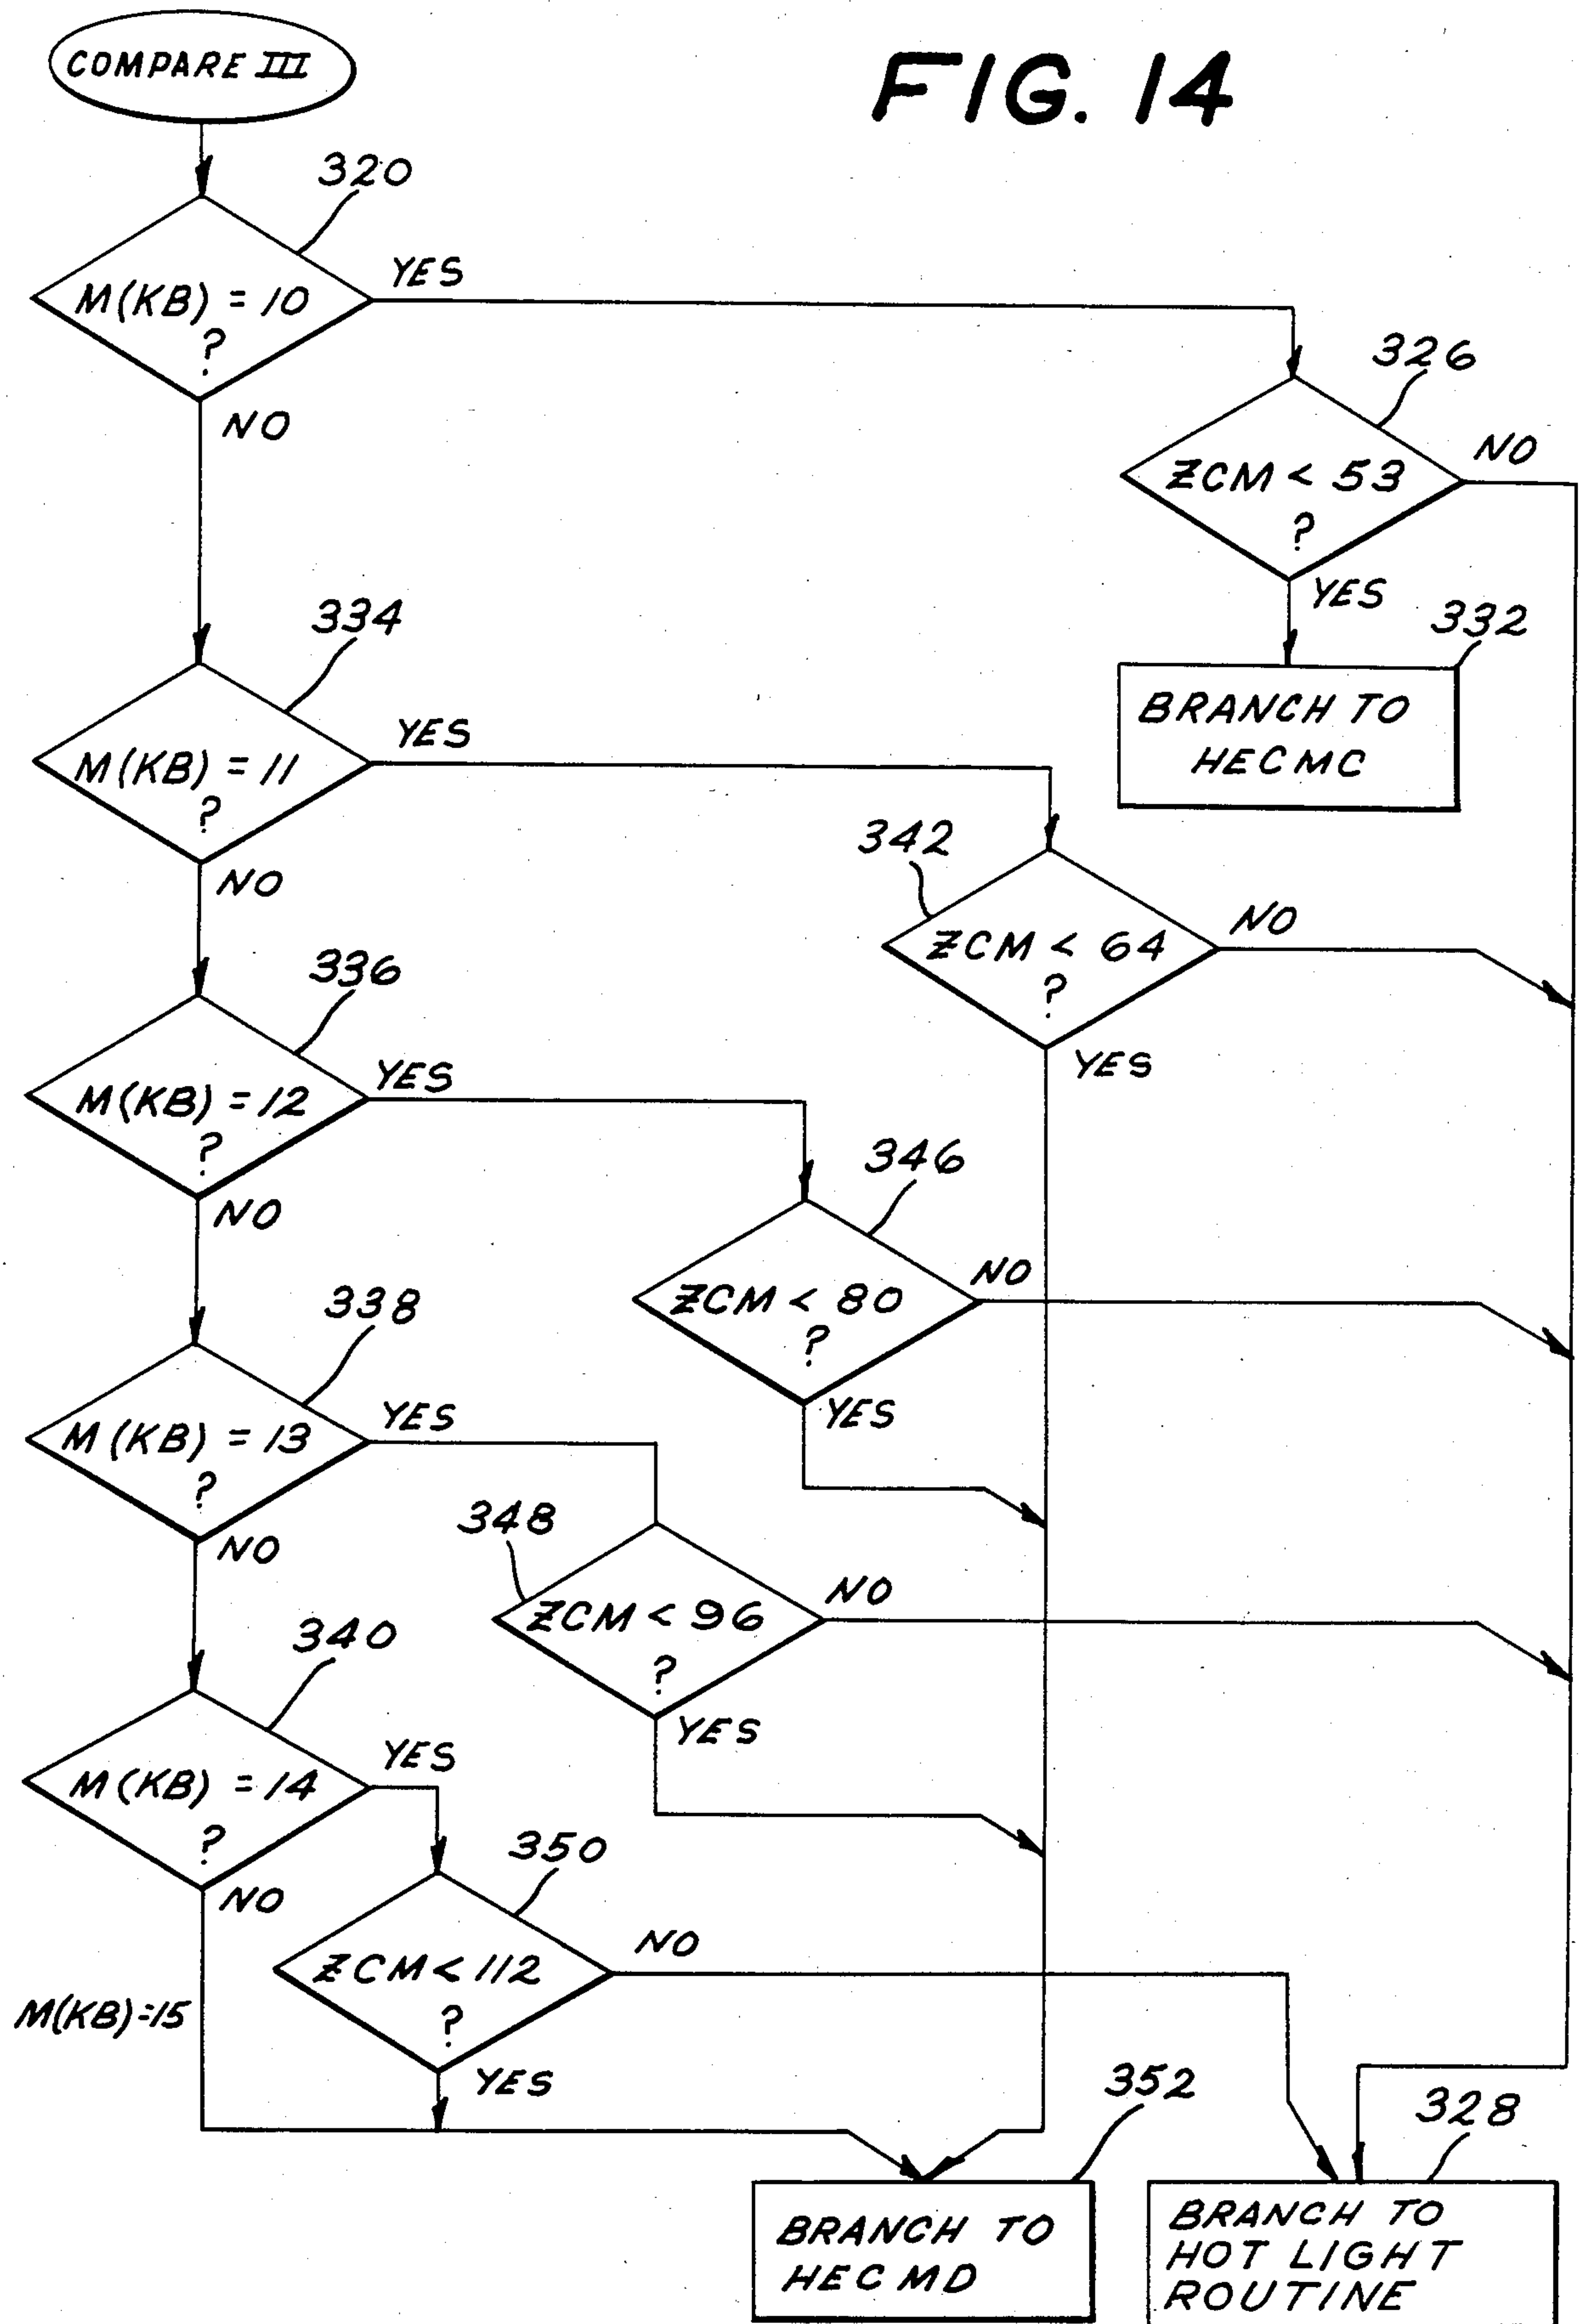 COMPARE III
FIG. 14
320
M(KB) = 10
?
YES
NO
326
ZCM < 53
?
NO
YES
332
BRANCH TO
HECMC
334
M(KB) = 11
?
YES
NO
342
ZCM < 64
?
NO
YES
336
M(KB) = 12
?
YES
NO
346
ZCM < 80
?
NO
YES
338
M(KB) = 13
?
YES
NO
348
ZCM < 96
?
NO
YES
340
M(KB) = 14
?
YES
NO
M(KB)=15
350
ZCM < 112
?
NO
YES
352
BRANCH TO
HECMD
328
BRANCH TO
HOT LIGHT
ROUTINE